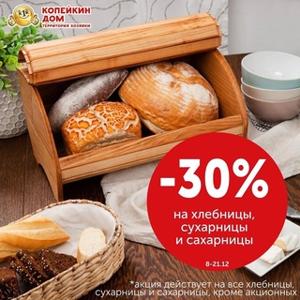 КОПЕЙКИН
ДОМ
ТЕРРИТОРИЯ ХОЗЯЙКИ
-30%
на хлебницы,
сухарницы
и сахарницы
8-21.12
*акция действует на все хлебницы,
сухарницы и сахарницы, кроме акционных